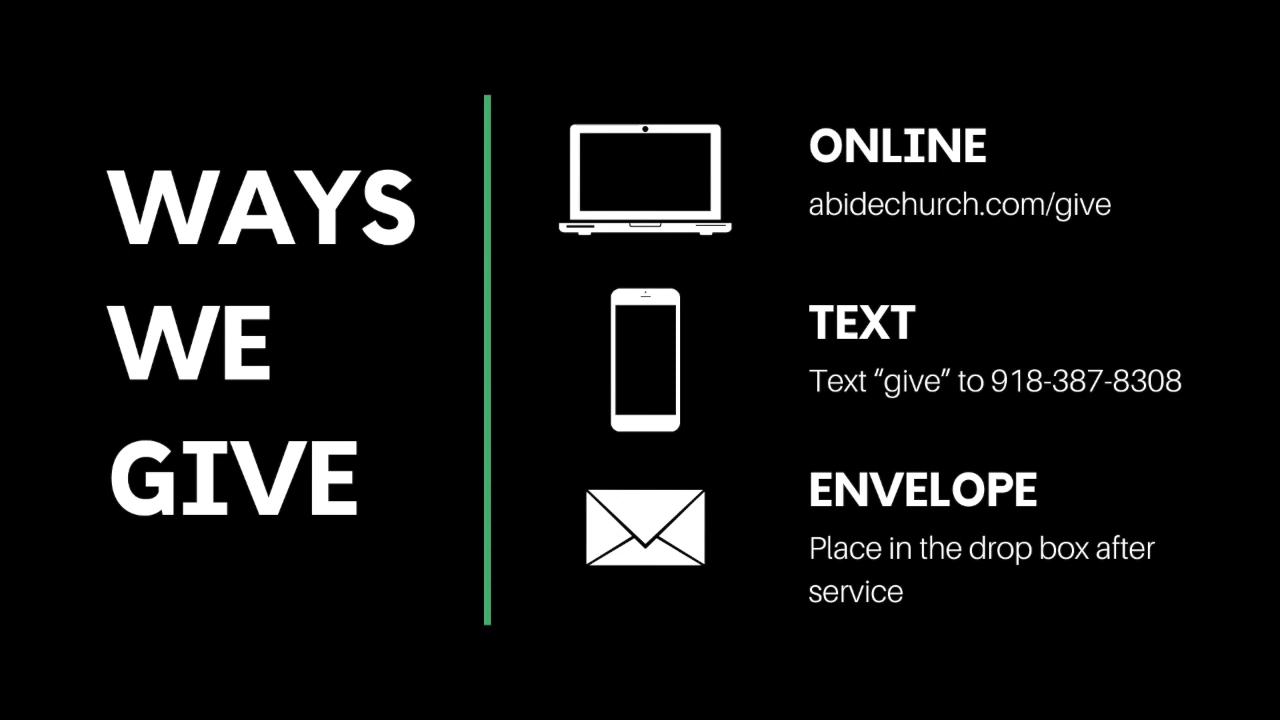 WAYS
WE
GIVE
ONLINE
abidechurch.com/give
TEXT
Text “give” to 918-387-8308
ENVELOPE
Place in the drop box after
service